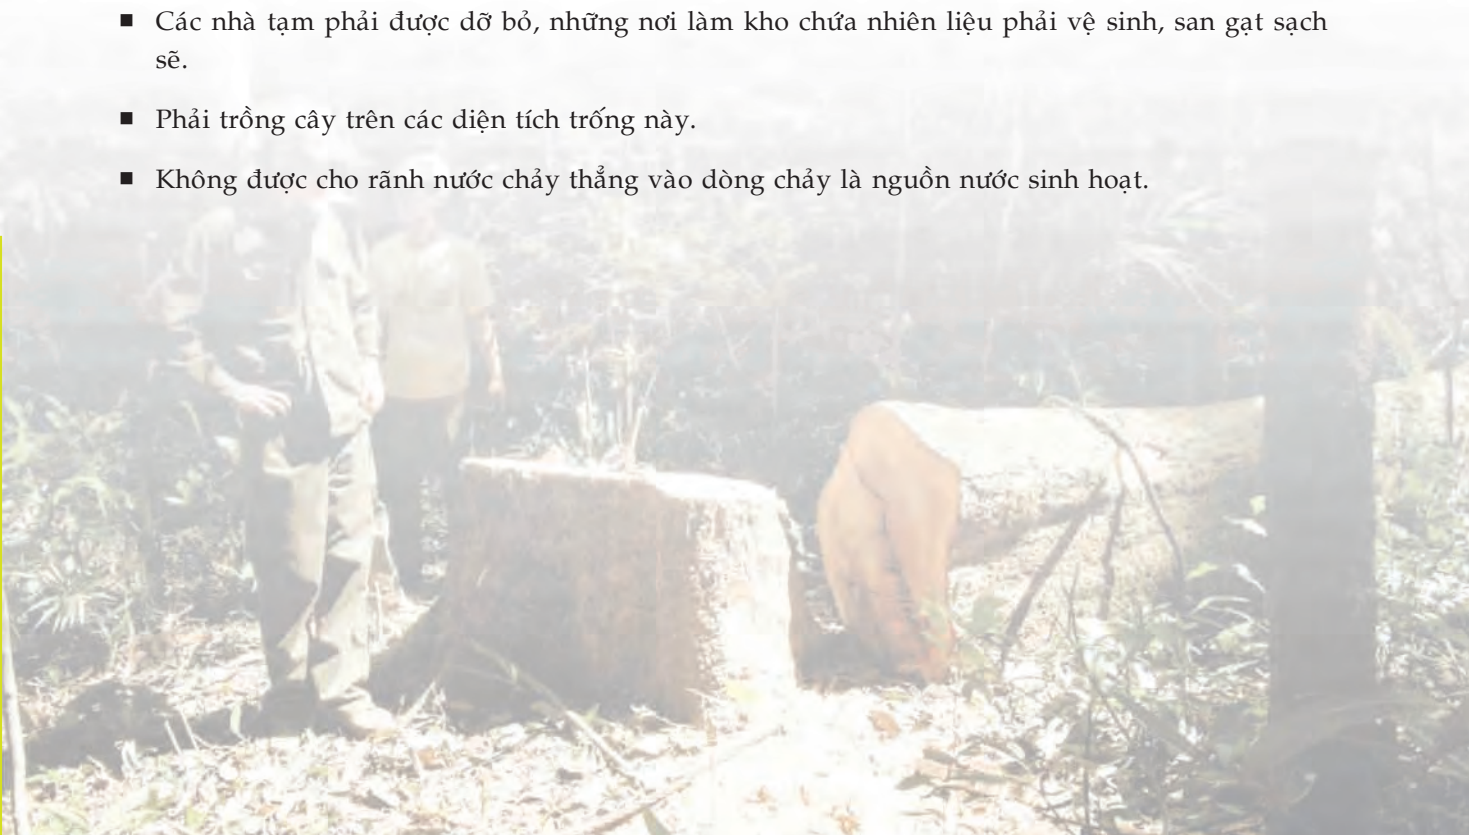 ■ Các nhà tạm phải được dỡ bỏ, những nơi làm kho chứa nhiên liệu phải vệ sinh, san gạt sạch
sẽ.
■ Phải trồng cây trên các diện tích trống này.
■ Không được cho rãnh nước chảy thẳng vào dòng chảy là nguồn nước sinh hoạt.